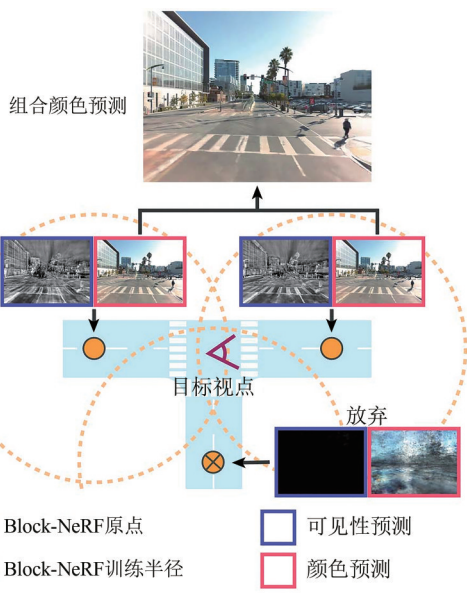 组合颜色预测
目标视点
放弃
Block-NeRF原点
可见性预测
Block-NeRF训练半径
颜色预测